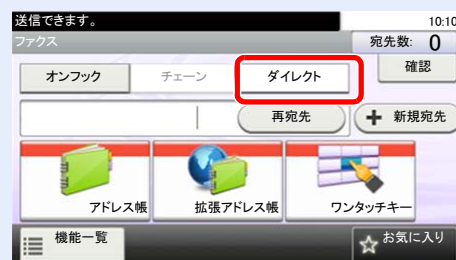 送信できます。 10:10
ファクス 宛先数: 0
オンフック チェーン ダイレクト 確認
再宛先 + 新規宛先
アドレス帳 拡張アドレス帳 ワンタッチキー
機能一覧 お気に入り